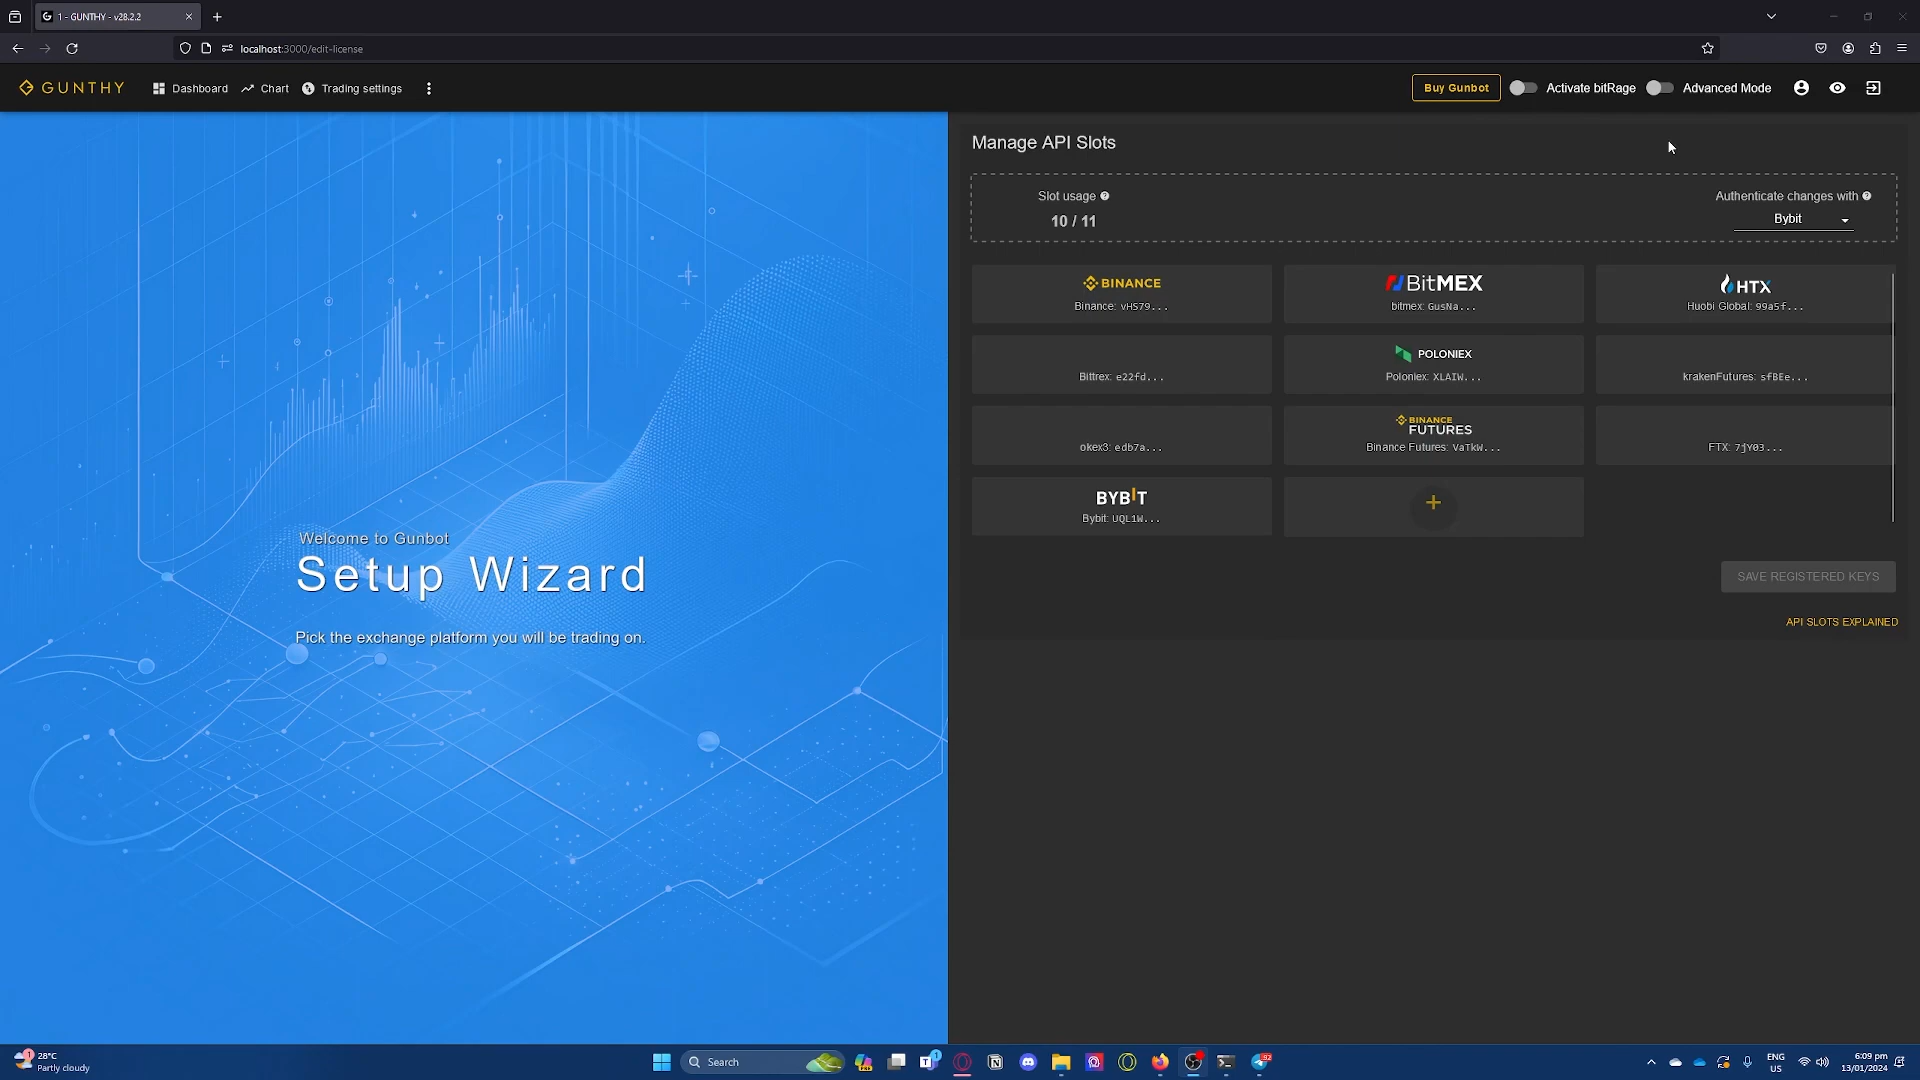 1 - GUNTHY - v28.2.2
localhost:3000/edit-license
GUNTHY
Dashboard
Chart
Trading settings
Buy Gunbot
Activate bitRage
Advanced Mode
Welcome to Gunbot
Setup Wizard
Pick the exchange platform you will be trading on.
Manage API Slots
Slot usage
10 / 11
Authenticate changes with
Bybit
BINANCE
Binance: vHS79...
BitMEX
bitmex: GusNa...
HTX
Huobi Global: 99a5f...
Bittrex: e22fd...
POLONIEX
Poloniex: XLAIW...
krakenFutures: sfBEe...
okex3: edb7a...
BINANCE
FUTURES
Binance Futures: VaTkW...
FTX: 7jY03...
BYBIT
Bybit: UQL1W...
+
SAVE REGISTERED KEYS
API SLOTS EXPLAINED
28°C
Partly cloudy
Search
ENG
US
6:09 pm
13/01/2024